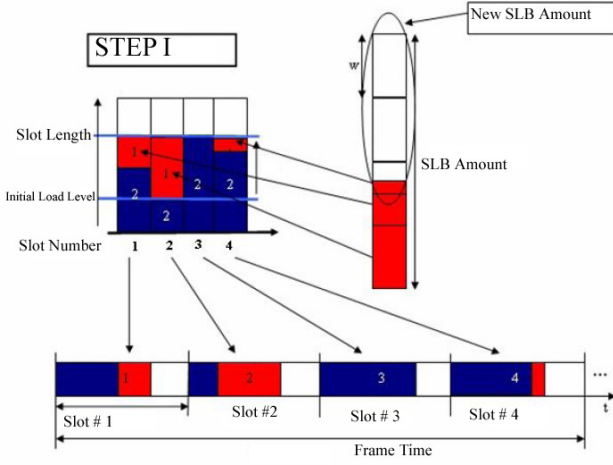 New SLB Amount
STEP I
w
Slot Length
1
1
1
SLB Amount
2
2
2
Initial Load Level
2
Slot Number
1 2 3 4
1
2
3
4
...
t
Slot # 1
Slot #2
Slot # 3
Slot # 4
Frame Time